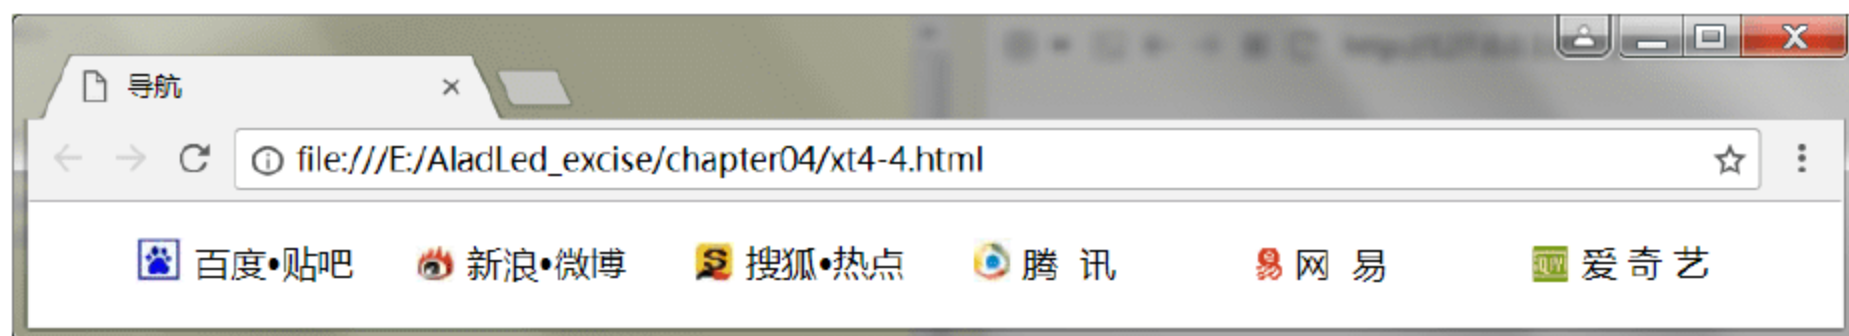 导航
file:///E:/AladLed_excise/chapter04/xt4-4.html
百度•贴吧 新浪•微博 搜狐•热点 腾 讯 网 易 爱 奇 艺